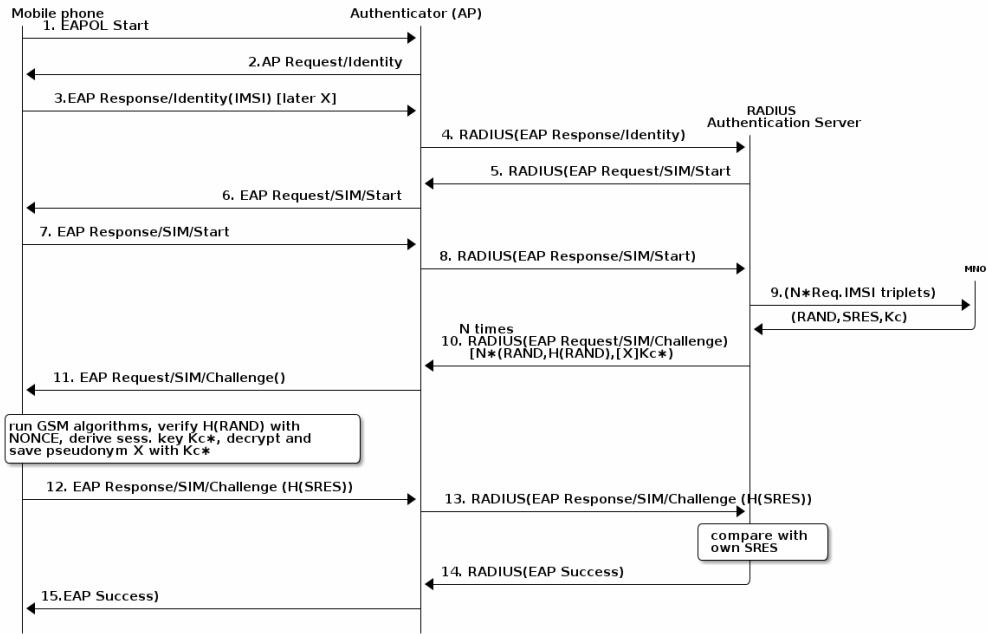 Mobile phone
Authenticator (AP)
1. EAPOL Start
2.AP Request/Identity
3.EAP Response/Identity(IMSI) [later X]
RADIUS
Authentication Server
4. RADIUS(EAP Response/Identity)
5. RADIUS(EAP Request/SIM/Start
6. EAP Request/SIM/Start
7. EAP Response/SIM/Start
8. RADIUS(EAP Response/SIM/Start)
MNO
9.(N*Req.IMSI triplets)
(RAND,SRES,Kc)
N times
10. RADIUS(EAP Request/SIM/Challenge)
[N*(RAND,H(RAND),[X]Kc*)
11. EAP Request/SIM/Challenge()
run GSM algorithms, verify H(RAND) with
NONCE, derive sess. key Kc*, decrypt and
save pseudonym X with Kc*
12. EAP Response/SIM/Challenge (H(SRES))
13. RADIUS(EAP Response/SIM/Challenge (H(SRES))
compare with
own SRES
14. RADIUS(EAP Success)
15.EAP Success)